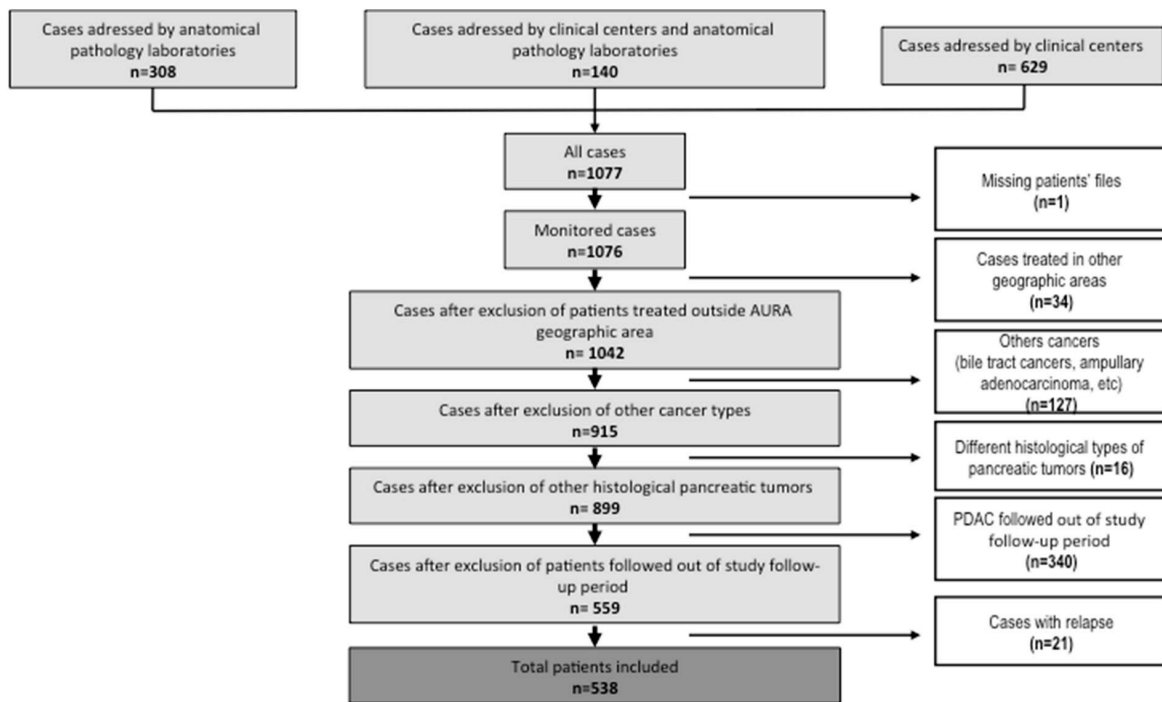 Cases adressed by anatomical
pathology laboratories
n=308
Cases adressed by clinical centers and anatomical
pathology laboratories
n=140
Cases adressed by clinical centers
n= 629
All cases
n=1077
Missing patients’ files
(n=1)
Monitored cases
n=1076
Cases treated in other
geographic areas
(n=34)
Cases after exclusion of patients treated outside AURA
geographic area
n= 1042
Others cancers
(bile tract cancers, ampullary
adenocarcinoma, etc)
(n=127)
Cases after exclusion of other cancer types
n=915
Different histological types of
pancreatic tumors (n=16)
Cases after exclusion of other histological pancreatic tumors
n= 899
PDAC followed out of study
follow-up period
(n=340)
Cases after exclusion of patients followed out of study follow-
up period
n= 559
Cases with relapse
(n=21)
Total patients included
n=538